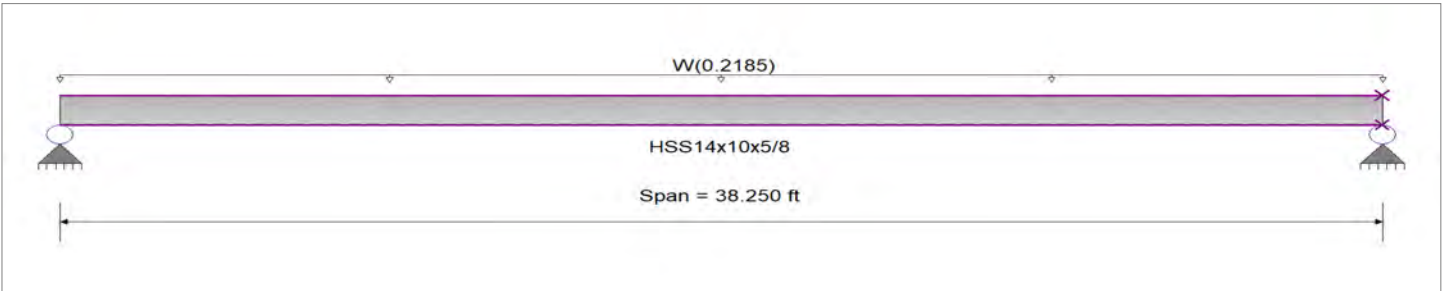 W(0.2185)
HSS14x10x5/8
Span = 38.250 ft